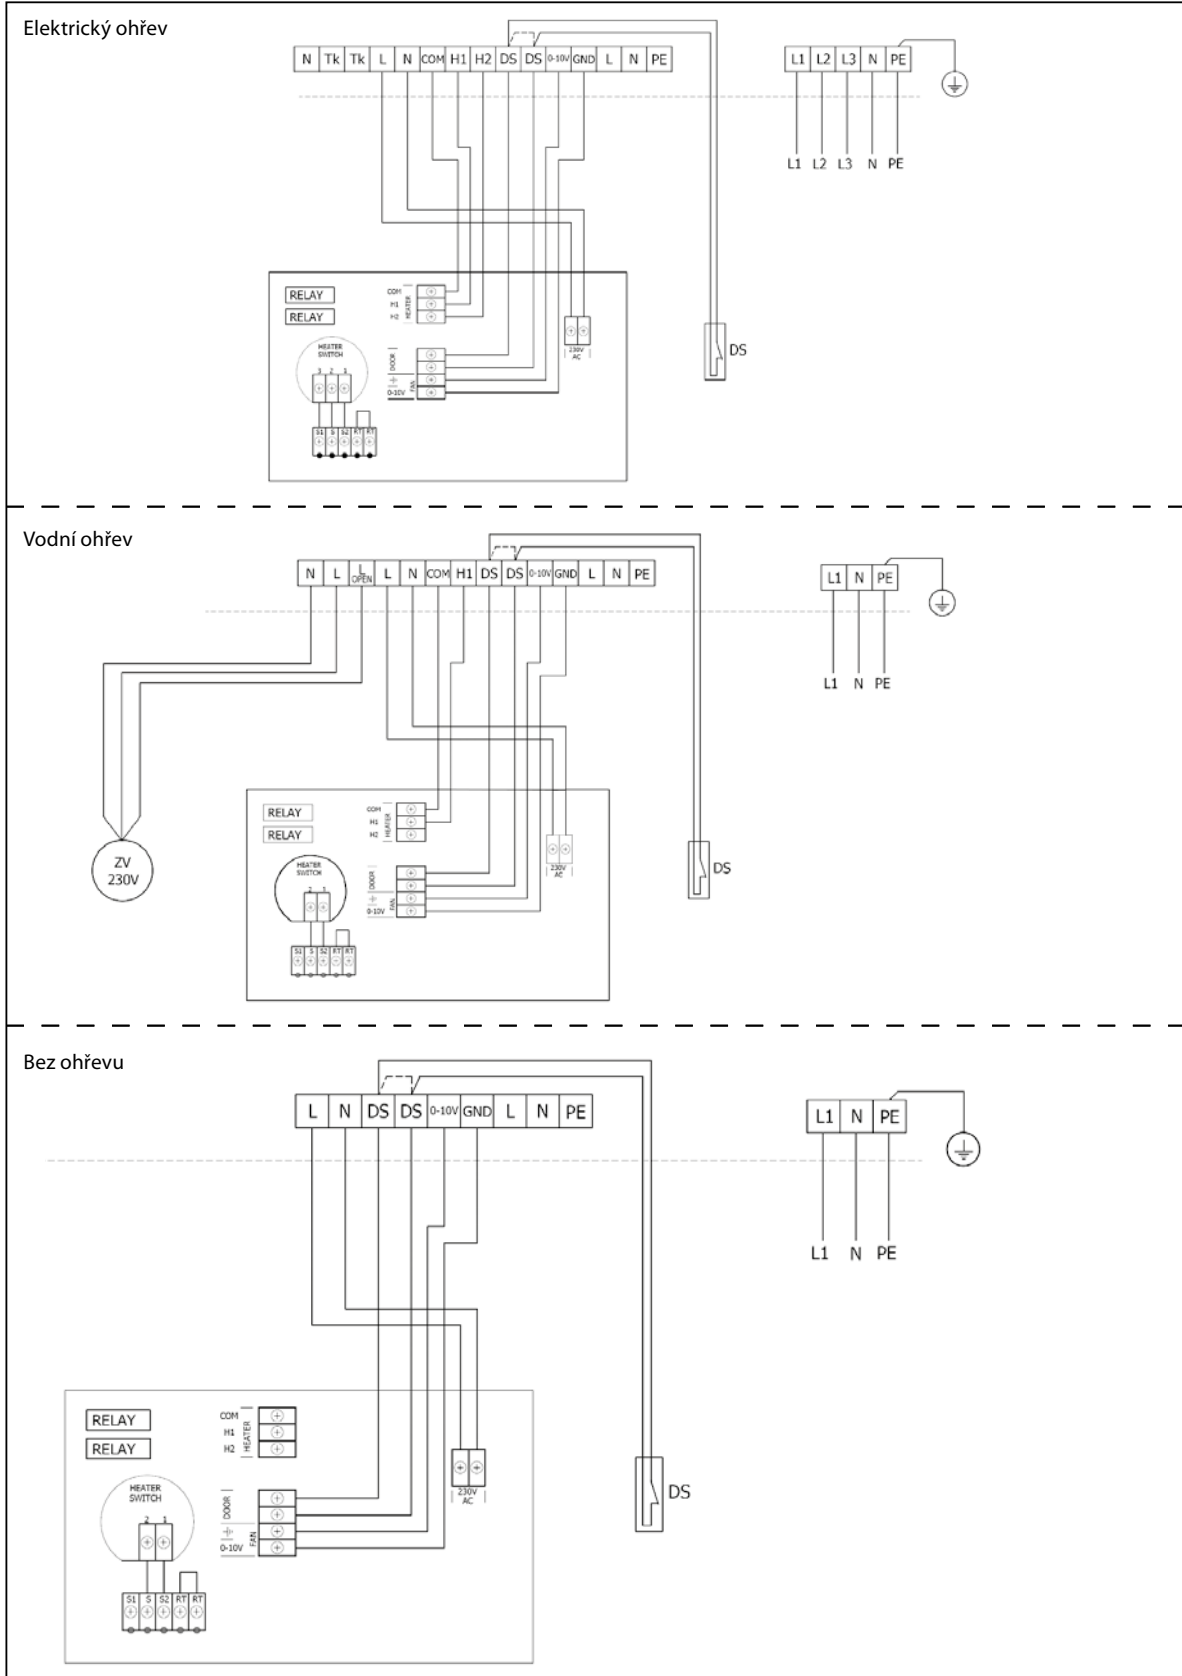 Elektrický ohřev
N Tk Tk L N COM H1 H2 DS DS 0-10V GND L N PE
L1 L2 L3 N PE
L1 L2 L3 N PE
RELAY
RELAY
COM
H1
H2
HEATER
HEATER
SWITCH
3 2 1
DOOR
FAN
0-10V
230V
AC
S1 S S2 RT RT
DS
Vodní ohřev
N L L OPEN L N COM H1 DS DS 0-10V GND L N PE
L1 N PE
L1 N PE
ZV
230V
RELAY
RELAY
COM
H1
H2
HEATER
HEATER
SWITCH
2 1
DOOR
FAN
0-10V
230V
AC
S1 S S2 RT RT
DS
Bez ohřevu
L N DS DS 0-10V GND L N PE
L1 N PE
L1 N PE
RELAY
RELAY
COM
H1
H2
HEATER
HEATER
SWITCH
2 1
DOOR
FAN
0-10V
230V
AC
S1 S S2 RT RT
DS